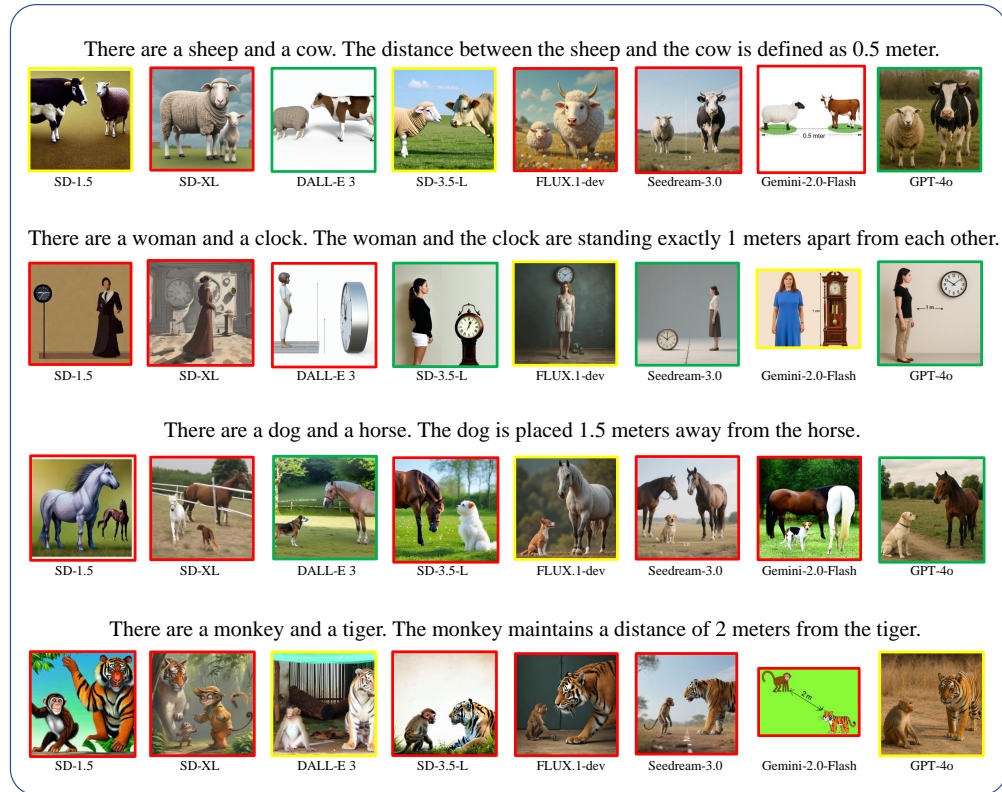 There are a sheep and a cow. The distance between the sheep and the cow is defined as 0.5 meter.
0.5 mter
SD-1.5 SD-XL DALL-E 3 SD-3.5-L FLUX.1-dev Seedream-3.0 Gemini-2.0-Flash GPT-4o
There are a woman and a clock. The woman and the clock are standing exactly 1 meters apart from each other.
1 m
SD-1.5 SD-XL DALL-E 3 SD-3.5-L FLUX.1-dev Seedream-3.0 Gemini-2.0-Flash GPT-4o
There are a dog and a horse. The dog is placed 1.5 meters away from the horse.
SD-1.5 SD-XL DALL-E 3 SD-3.5-L FLUX.1-dev Seedream-3.0 Gemini-2.0-Flash GPT-4o
There are a monkey and a tiger. The monkey maintains a distance of 2 meters from the tiger.
2 m
SD-1.5 SD-XL DALL-E 3 SD-3.5-L FLUX.1-dev Seedream-3.0 Gemini-2.0-Flash GPT-4o